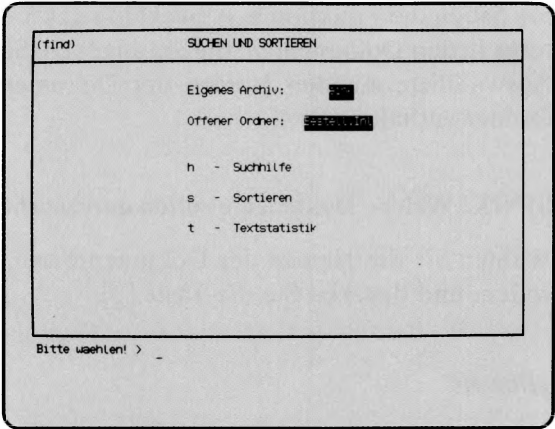 (find) SUCHEN UND SORTIEREN
Eigenes Archiv:
Offener Ordner:
h - Suchhilfe
s - Sortieren
t - Textstatistik
Bitte waehlen! > _